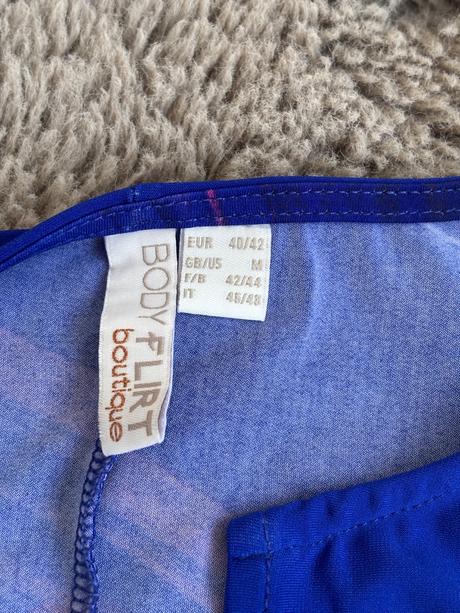 BODY FLIRT
boutique
EUR 40/42
GB/US M
F/B 42/44
IT 46/48